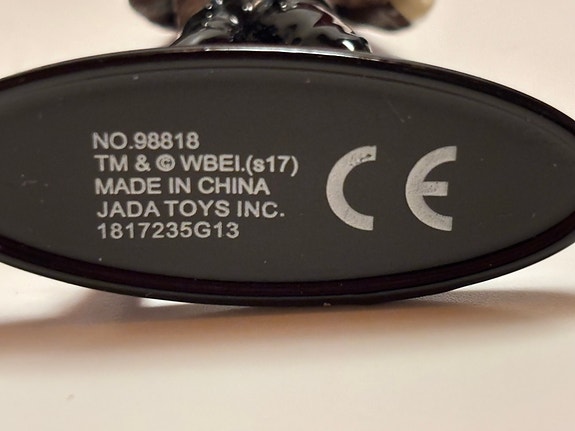 NO.98818
TM & © WBEI.(s17)
MADE IN CHINA
JADA TOYS INC.
1817235G13
CE